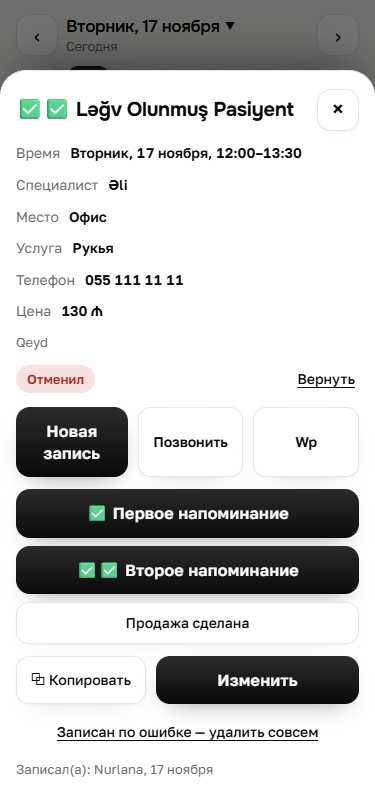 ‹
Вторник, 17 ноября ▼
Сегодня
›
✅ ✅ Ləğv Olunmuş Pasiyent
×
Время Вторник, 17 ноября, 12:00–13:30
Специалист Əli
Место Офис
Услуга Рукья
Телефон 055 111 11 11
Цена 130 ₼
Qeyd
Отменил
Вернуть
Новая
запись
Позвонить
Wp
✅ Первое напоминание
✅ ✅ Второе напоминание
Продажа сделана
Копировать
Изменить
Записан по ошибке — удалить совсем
Записал(а): Nurlana, 17 ноября